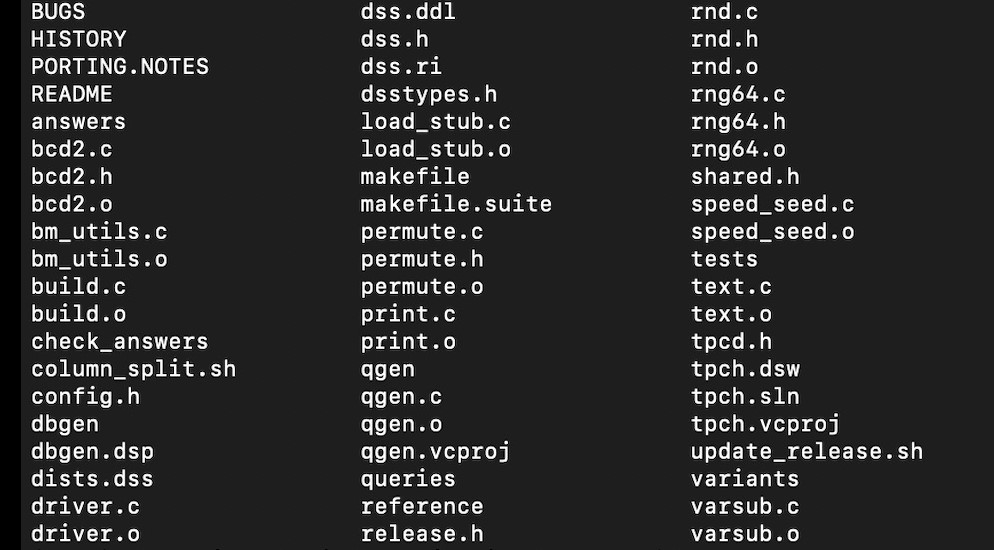 BUGS dss.ddl rnd.c
HISTORY dss.h rnd.h
PORTING.NOTES dss.ri rnd.o
README dsstypes.h rng64.c
answers load_stub.c rng64.h
bcd2.c load_stub.o rng64.o
bcd2.h makefile shared.h
bcd2.o makefile.suite speed_seed.c
bm_utils.c permute.c speed_seed.o
bm_utils.o permute.h tests
build.c permute.o text.c
build.o print.c text.o
check_answers print.o tpcd.h
column_split.sh qgen tpch.dsw
config.h qgen.c tpch.sln
dbgen qgen.o tpch.vcproj
dbgen.dsp qgen.vcproj update_release.sh
dists.dss queries variants
driver.c reference varsub.c
driver.o release.h varsub.o